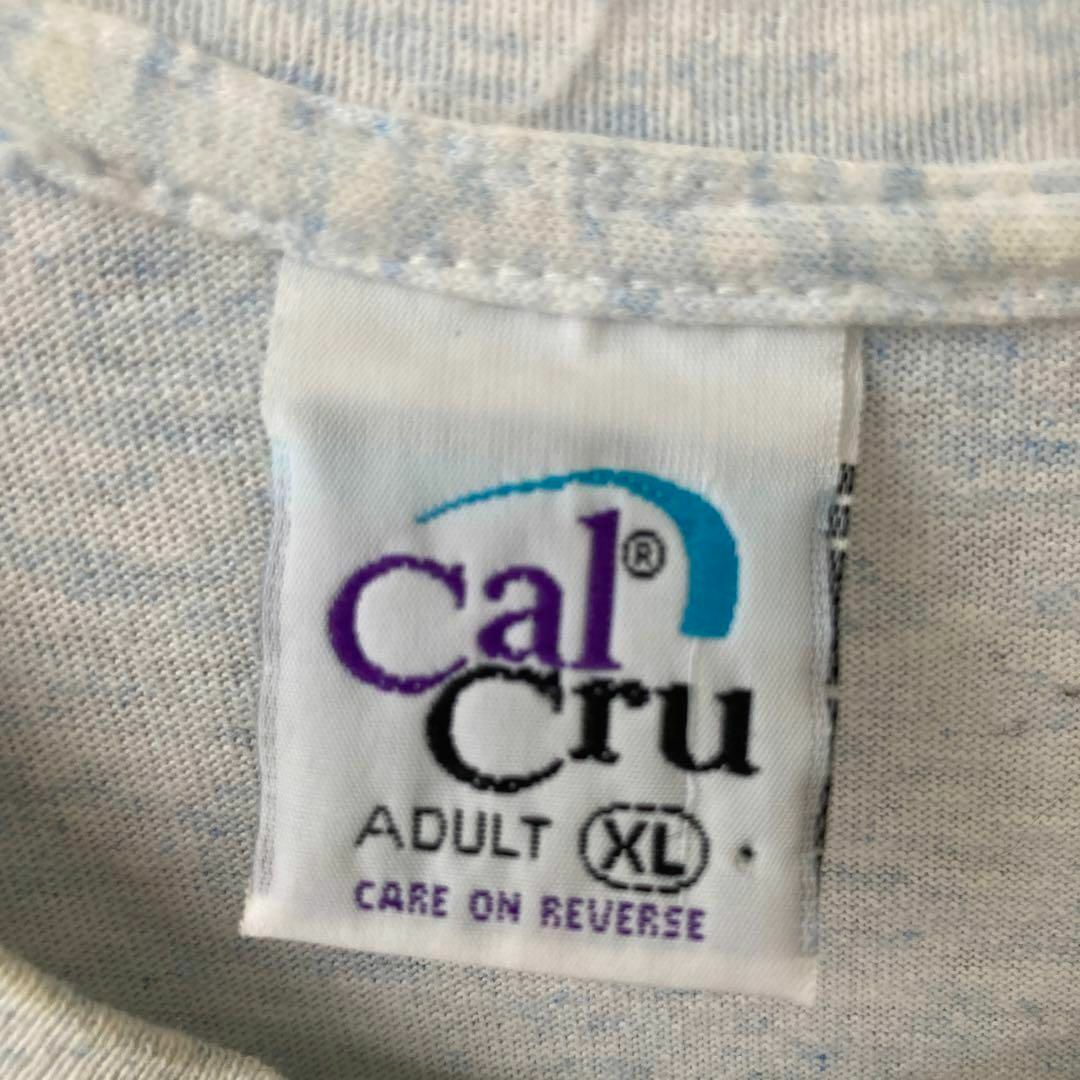 Cal®
Cru
ADULT XL
CARE ON REVERSE